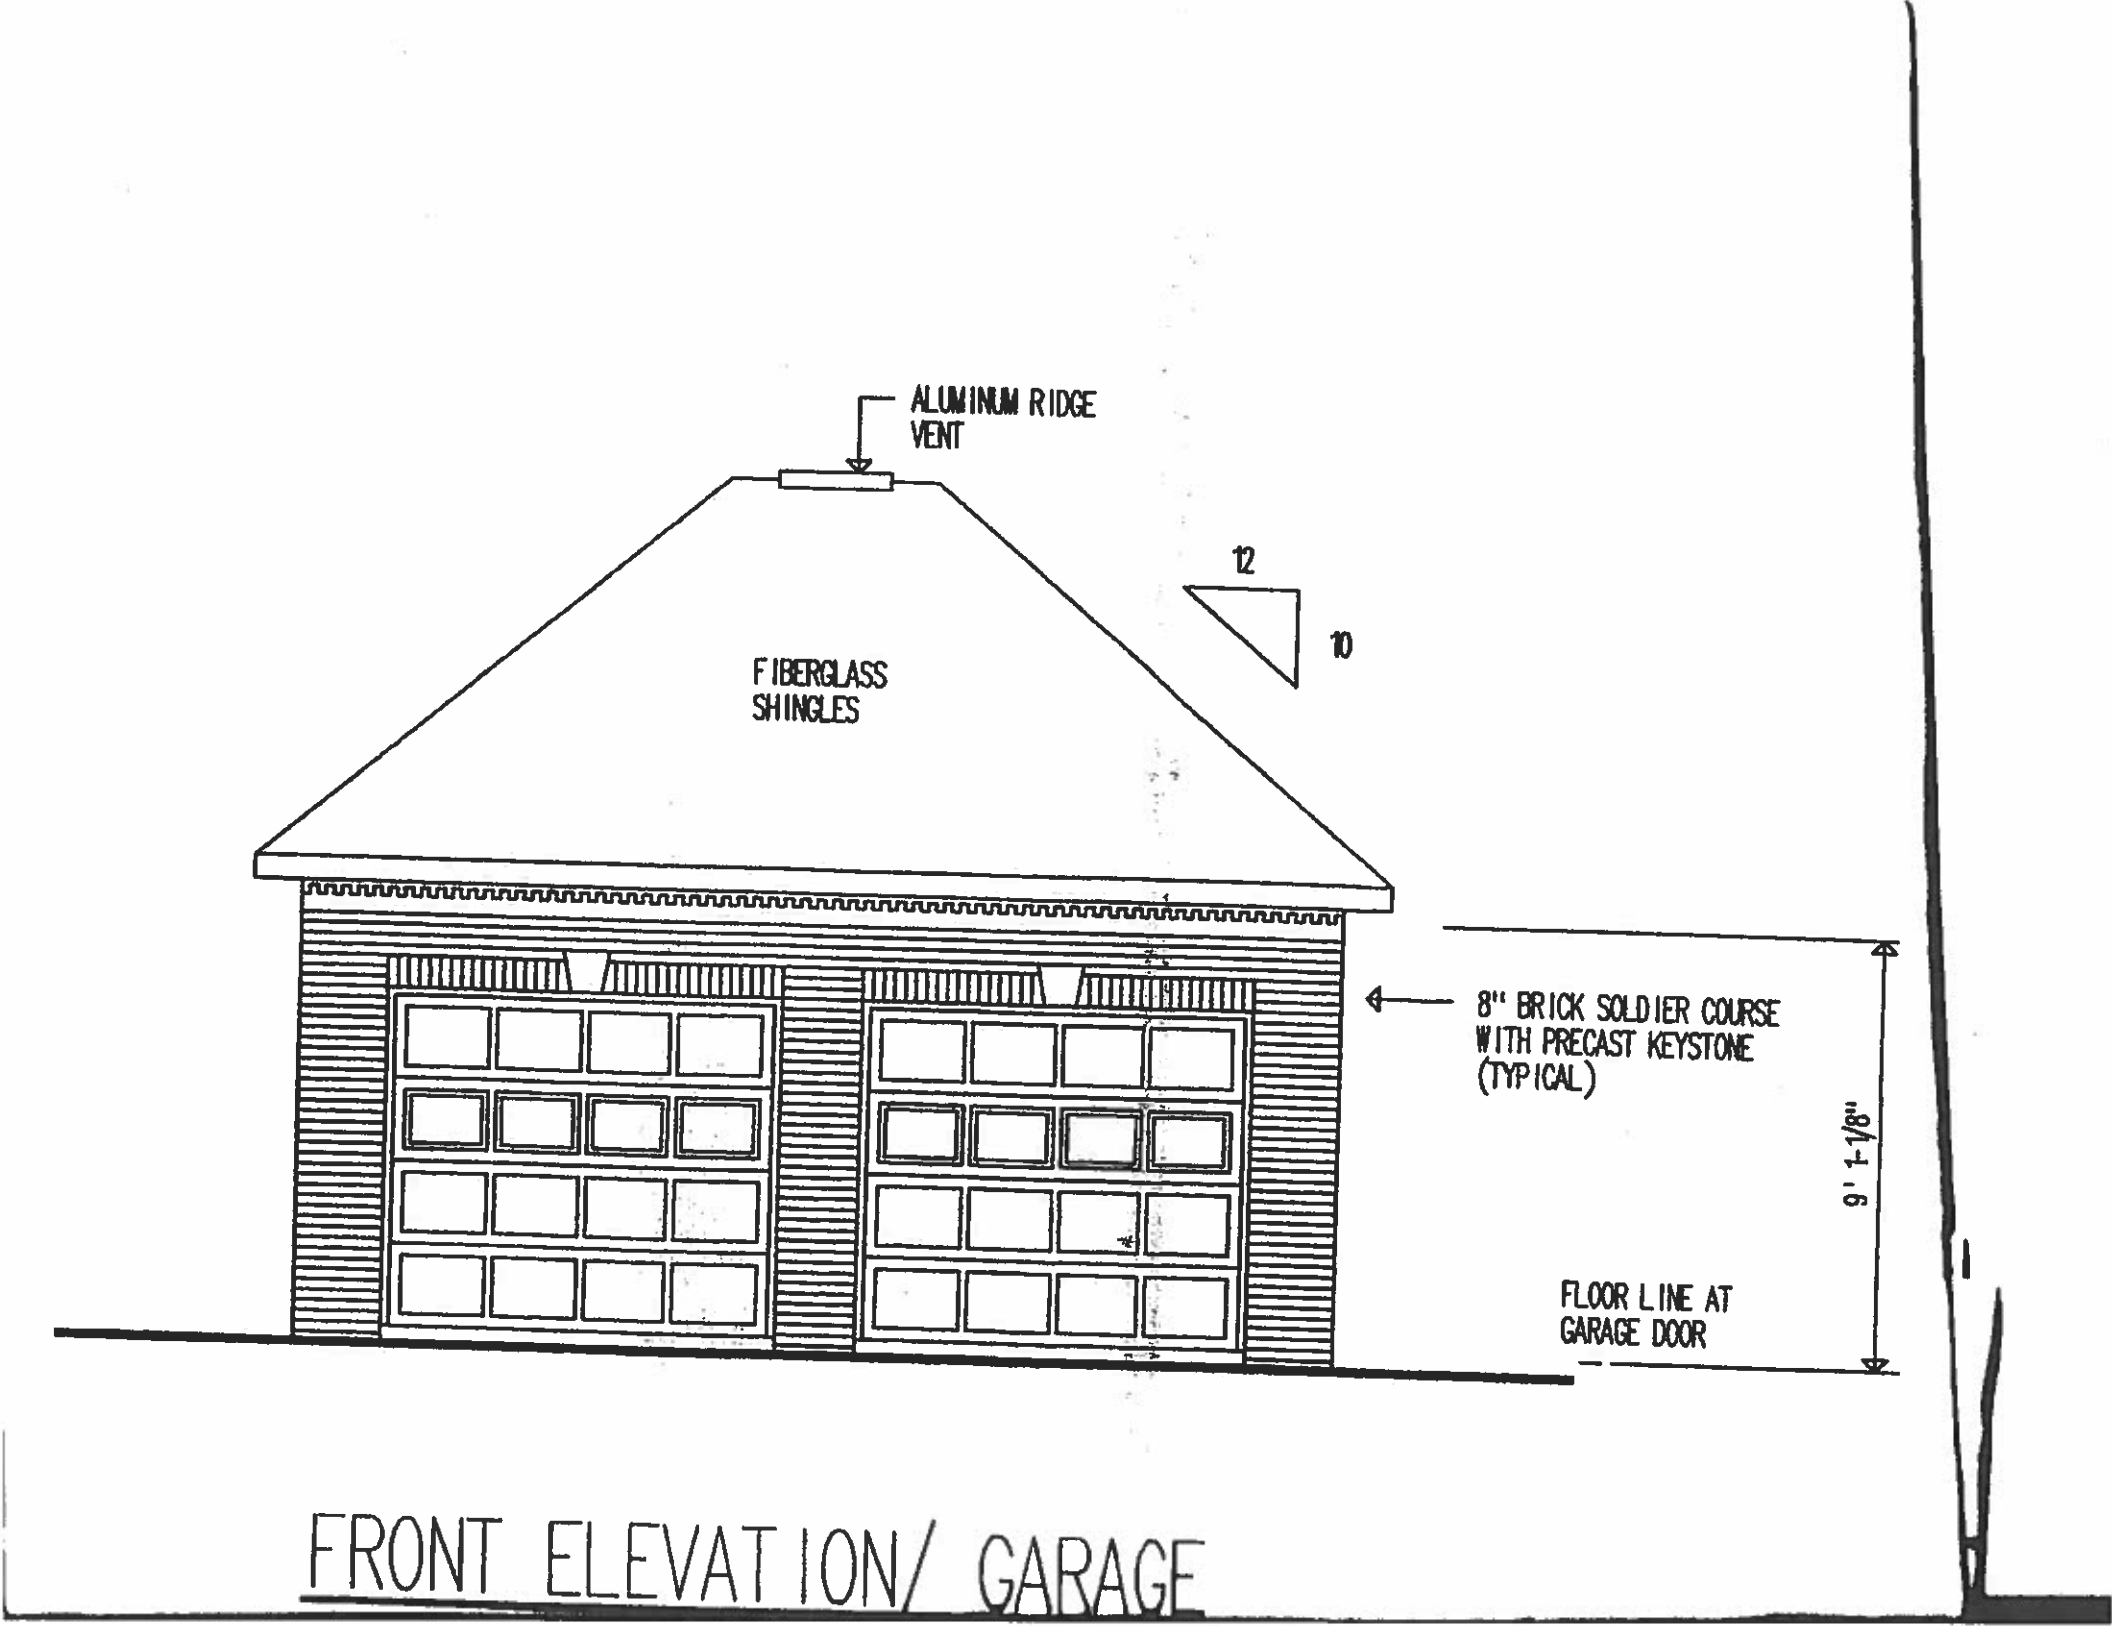 ALUMINUM RIDGE
VENT
12
10
FIBERGLASS
SHINGLES
8" BRICK SOLDIER COURSE
WITH PRECAST KEYSTONE
(TYPICAL)
9' 1-1/8"
FLOOR LINE AT
GARAGE DOOR
FRONT ELEVATION/ GARAGE